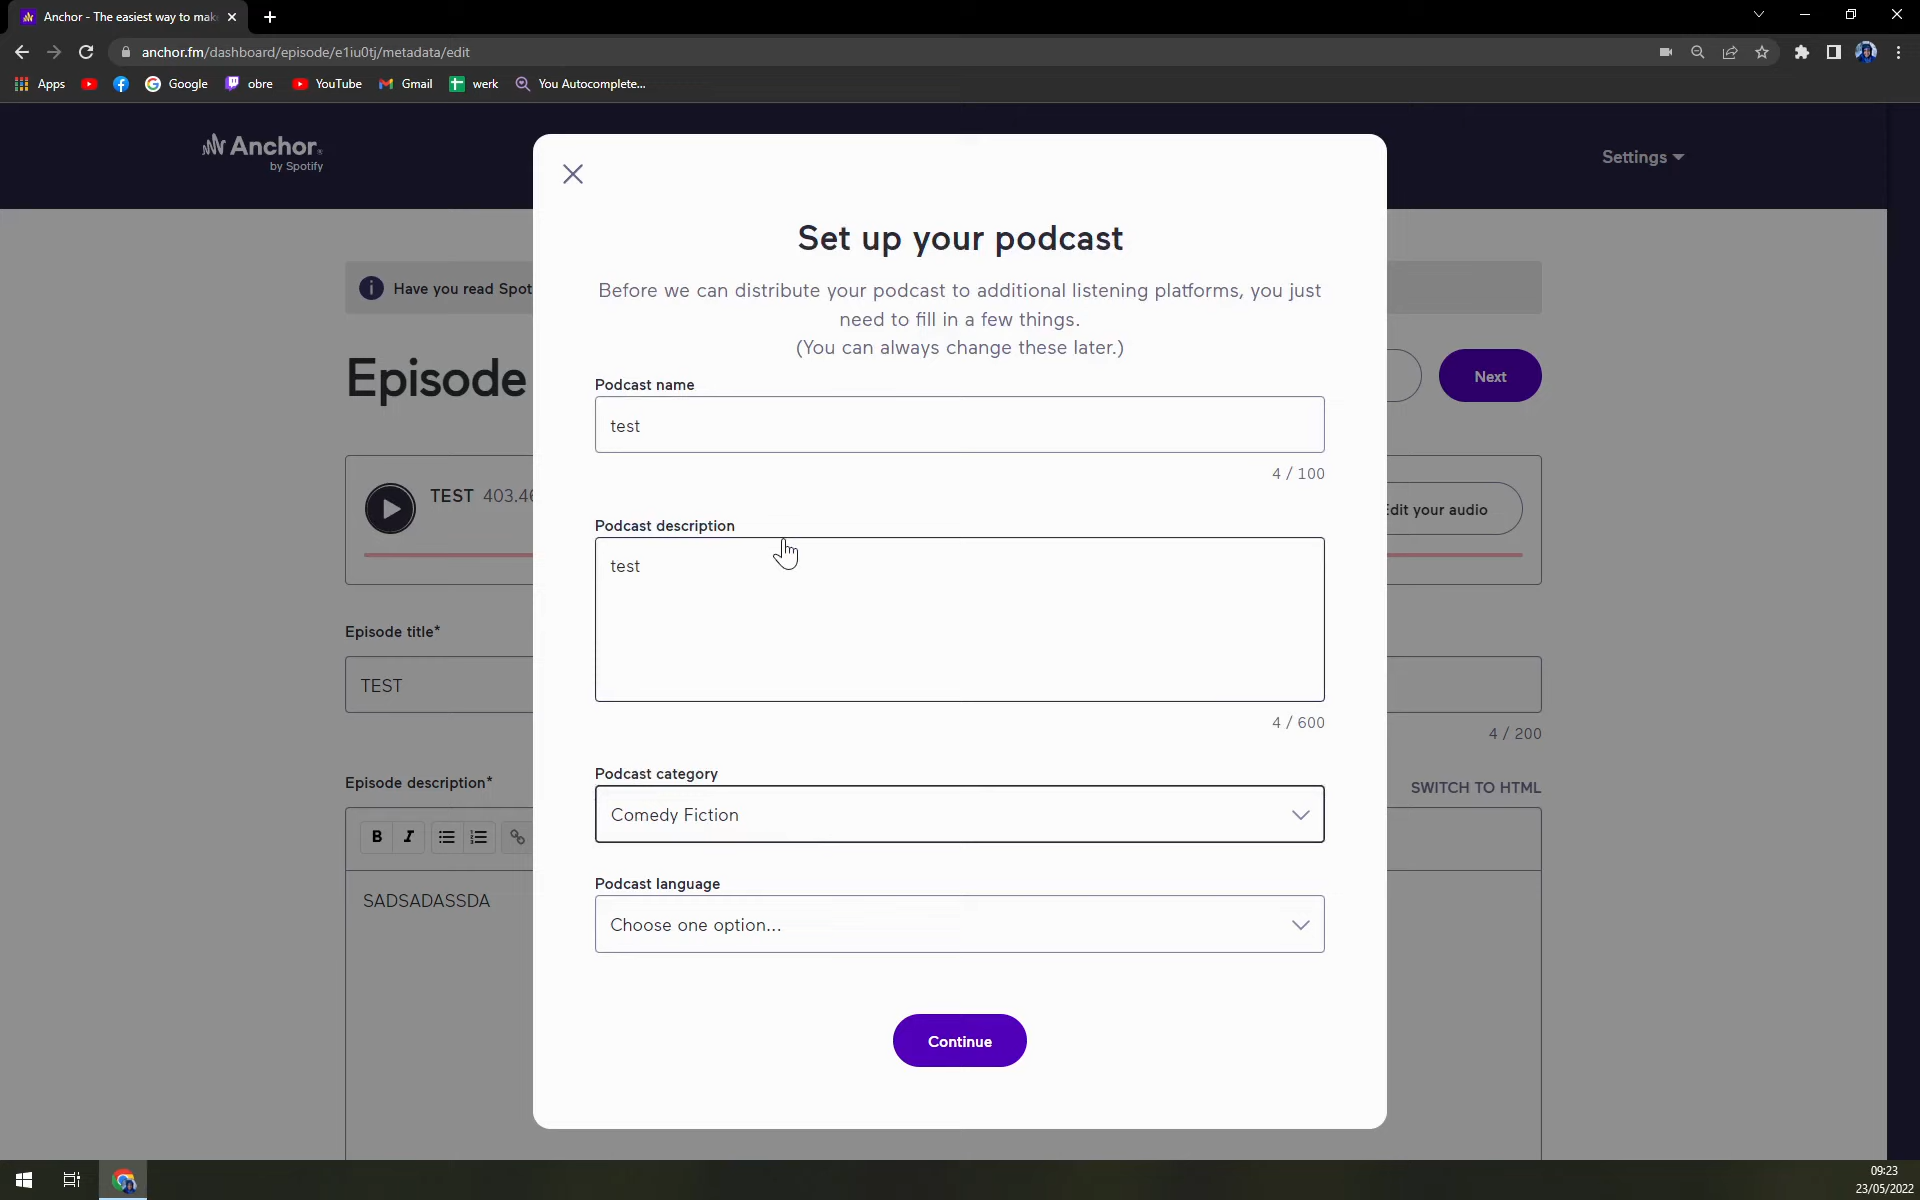 Anchor - The easiest way to mak
anchor.fm/dashboard/episode/e1iu0tj/metadata/edit
Apps Google obre YouTube Gmail werk You Autocomplete...
Anchor
by Spotify
Settings
Set up your podcast
Before we can distribute your podcast to additional listening platforms, you just
need to fill in a few things.
(You can always change these later.)
Podcast name
test
4 / 100
Podcast description
test
4 / 600
Podcast category
Comedy Fiction
Podcast language
Choose one option...
Continue
Have you read Spot
Episode
Next
TEST 403.46
Edit your audio
Episode title*
TEST
4 / 200
Episode description*
SWITCH TO HTML
B I
SADSADASSDA
09:23
23/05/2022